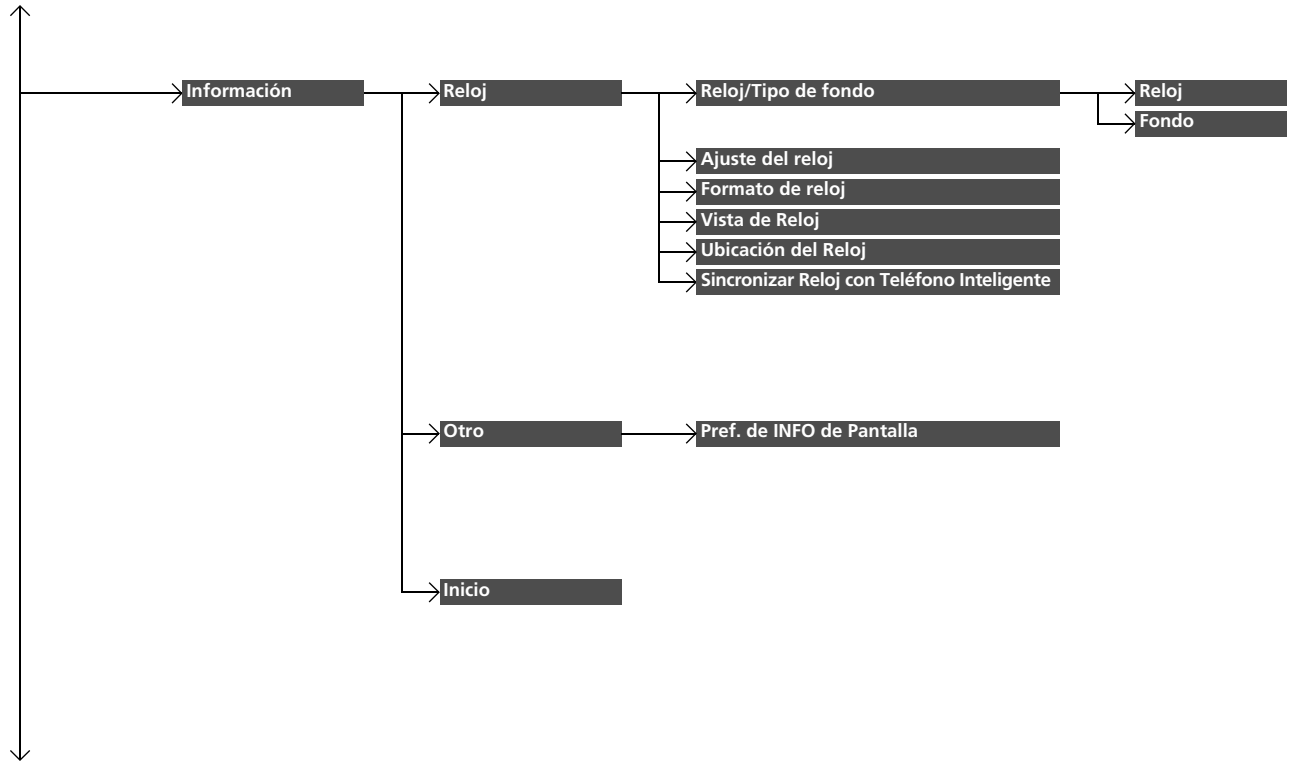 Información
Reloj
Reloj/Tipo de fondo
Reloj
Fondo
Ajuste del reloj
Formato de reloj
Vista de Reloj
Ubicación del Reloj
Sincronizar Reloj con Teléfono Inteligente
Otro
Pref. de INFO de Pantalla
Inicio